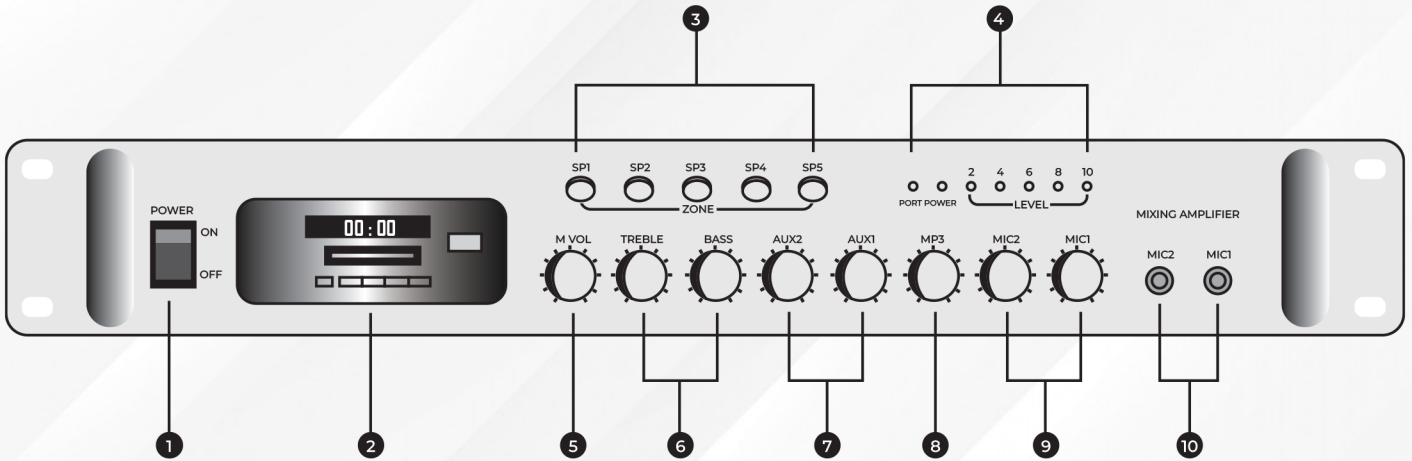 3 4
SP1 SP2 SP3 SP4 SP5
ZONE
2 4 6 8 10
PORT POWER LEVEL
POWER
ON
OFF
00:00
MIXING AMPLIFIER
M VOL TREBLE BASS AUX2 AUX1 MP3 MIC2 MIC1
MIC2 MIC1
1 2 5 6 7 8 9 10